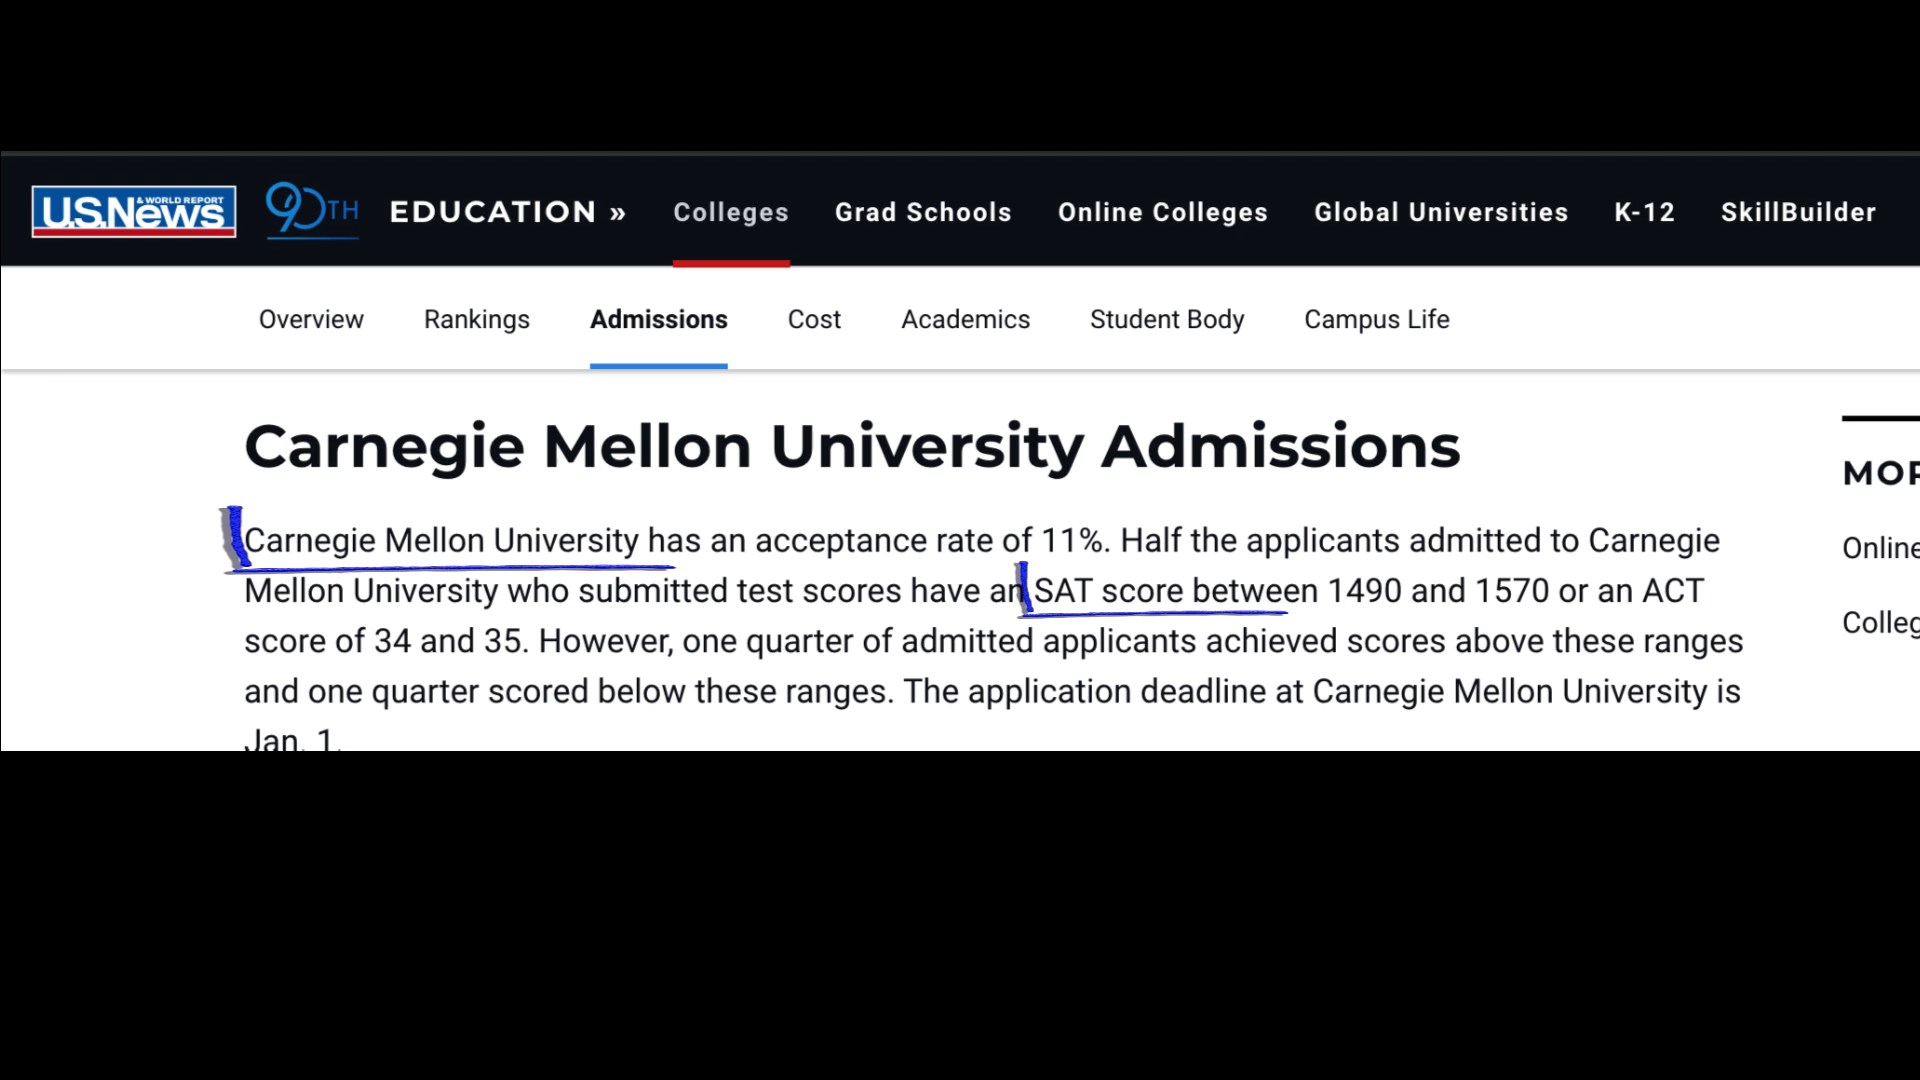 U.S.News & WORLD REPORT 90TH EDUCATION » Colleges Grad Schools Online Colleges Global Universities K-12 SkillBuilder
Overview Rankings Admissions Cost Academics Student Body Campus Life
Carnegie Mellon University Admissions
Carnegie Mellon University has an acceptance rate of 11%. Half the applicants admitted to Carnegie
Mellon University who submitted test scores have an SAT score between 1490 and 1570 or an ACT
score of 34 and 35. However, one quarter of admitted applicants achieved scores above these ranges
and one quarter scored below these ranges. The application deadline at Carnegie Mellon University is
Jan. 1.
MOR
Online
Colleg